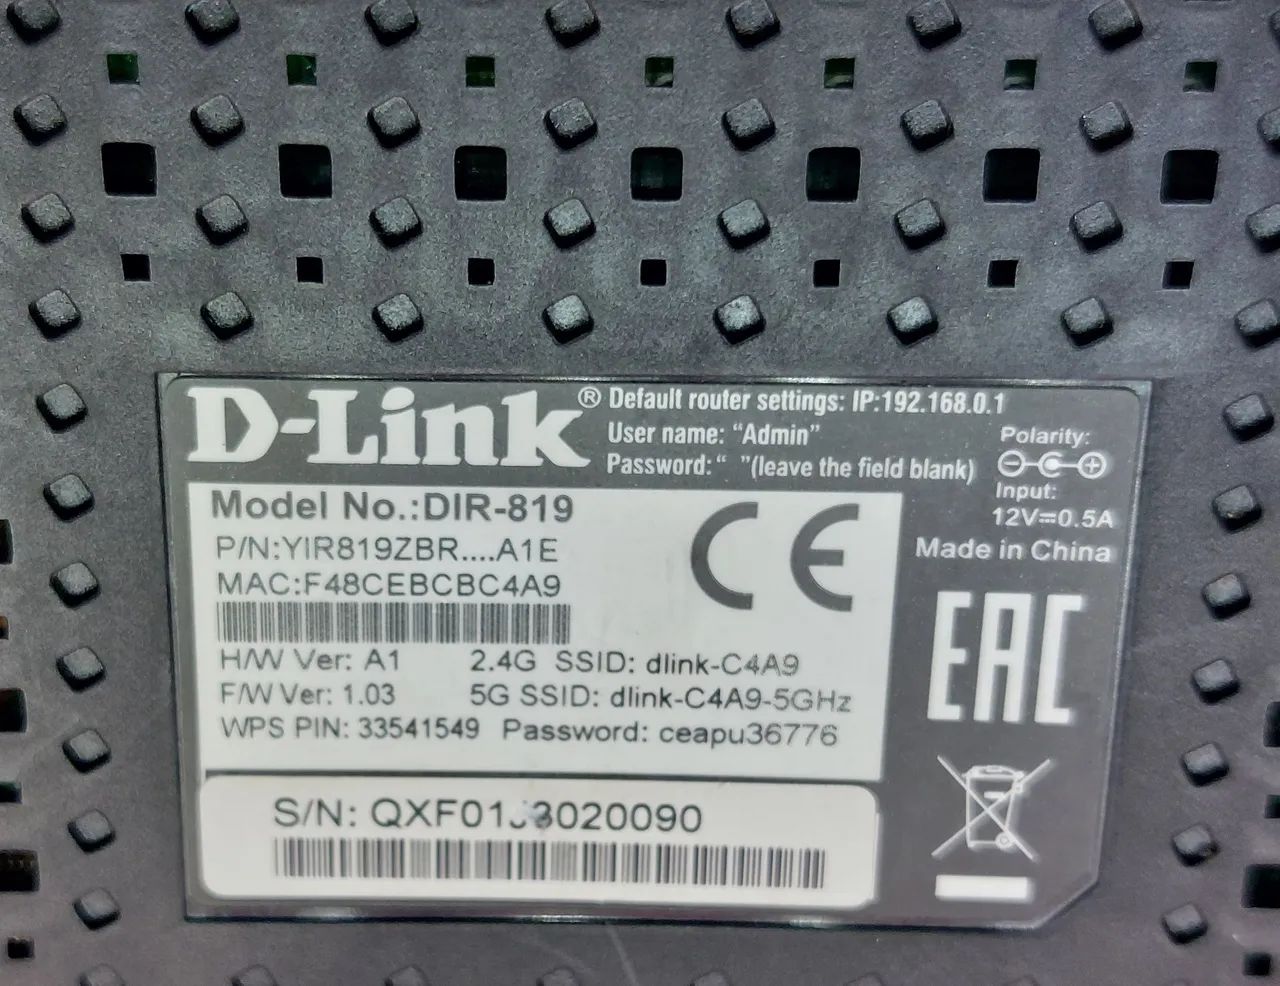 D-Link®
Default router settings: IP:192.168.0.1
User name: “Admin”
Password:“ ”(leave the field blank)
Polarity:
Input:
12V⎓0.5A
Made in China
Model No.:DIR-819
P/N:YIR819ZBR....A1E
MAC:F48CEBCBC4A9
CE
H/W Ver: A1 2.4G SSID: dlink-C4A9
F/W Ver: 1.03 5G SSID: dlink-C4A9-5GHz
WPS PIN: 33541549 Password: ceapu36776
EAC
S/N: